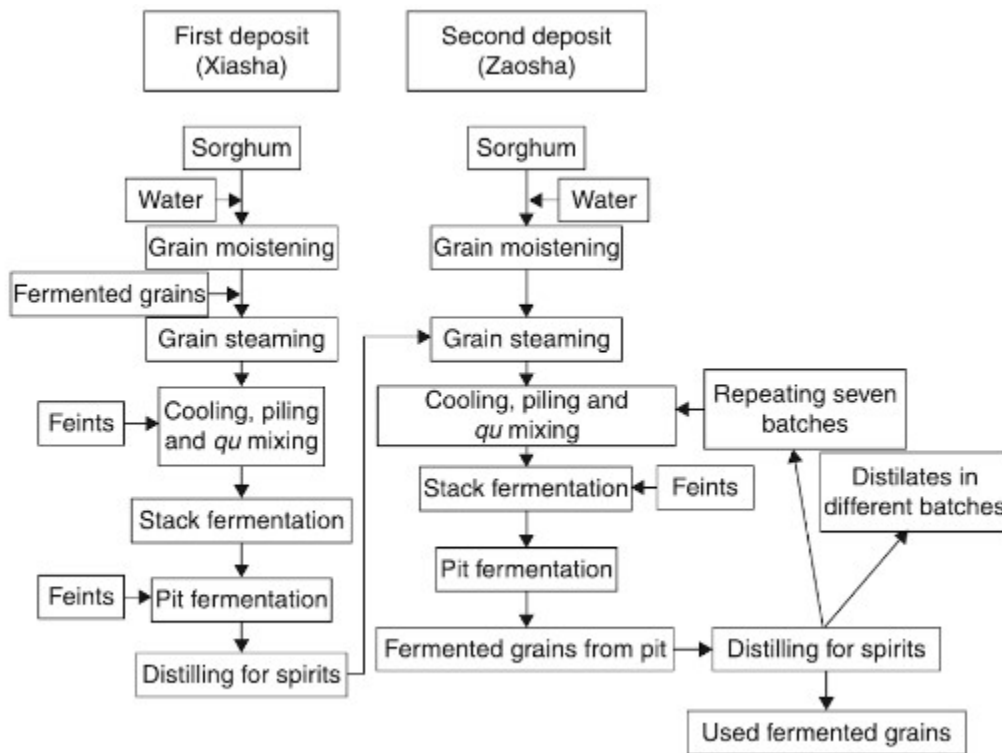 First deposit
(Xiasha)
Second deposit
(Zaosha)
Sorghum
Water
Grain moistening
Fermented grains
Grain steaming
Feints
Cooling, piling
and qu mixing
Stack fermentation
Feints
Pit fermentation
Distilling for spirits
Sorghum
Water
Grain moistening
Grain steaming
Cooling, piling and
qu mixing
Repeating seven
batches
Stack fermentation
Feints
Distilates in
different batches
Pit fermentation
Fermented grains from pit
Distilling for spirits
Used fermented grains